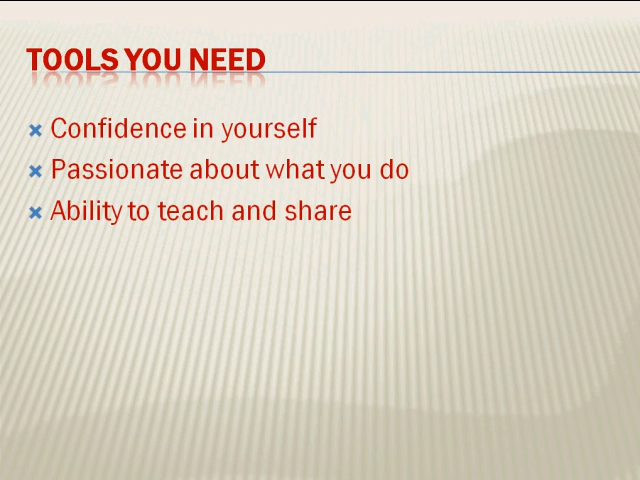 TOOLS YOU NEED
Confidence in yourself
Passionate about what you do
Ability to teach and share